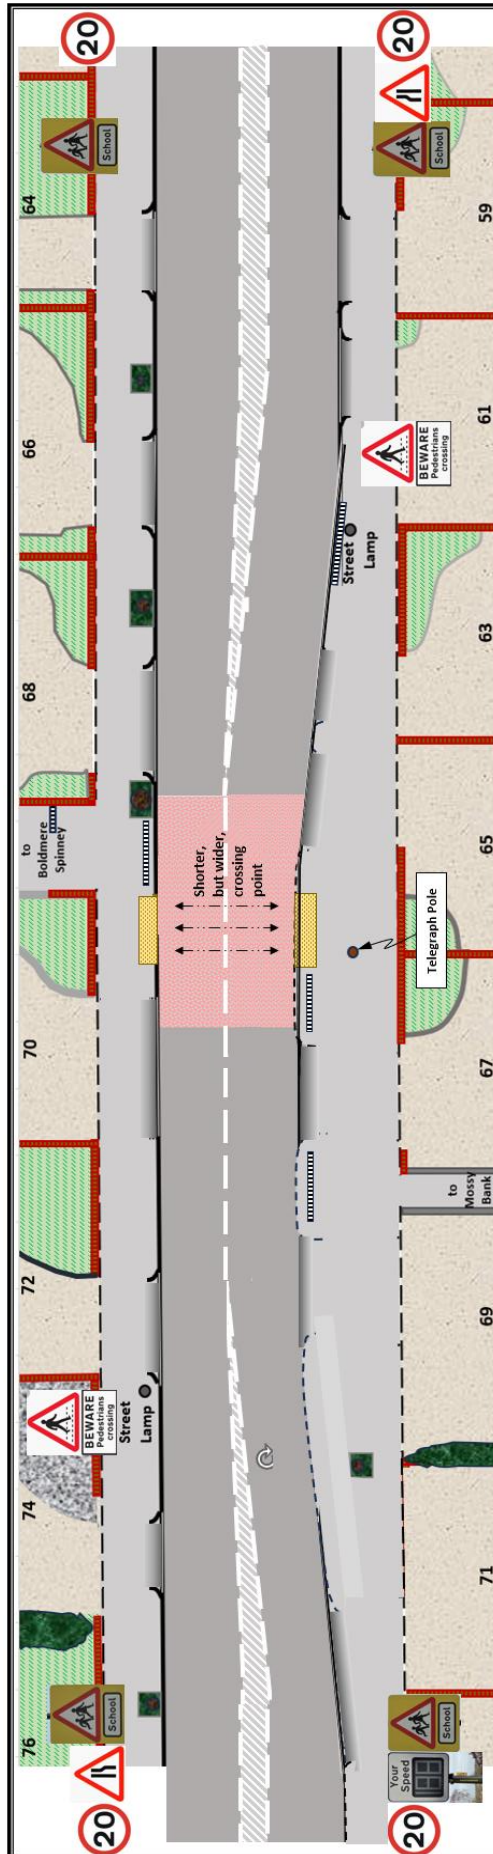 20
20
School
School
64
59
66
61
BEWARE
Pedestrians
crossing
Street
Lamp
68
63
to
Boldmere
Spinney
Shorter,
but wider,
crossing
point
65
Telegraph Pole
70
67
to
Mossy
Bank
72
69
BEWARE
Pedestrians
crossing
Street
Lamp
74
71
76
School
School
Your
Speed
20
20